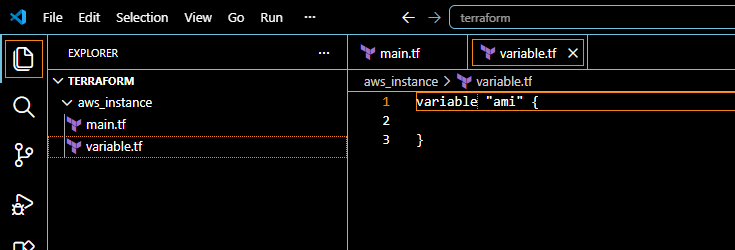 File Edit Selection View Go Run ···
terraform
EXPLORER ···
TERRAFORM
aws_instance
main.tf
variable.tf
main.tf
variable.tf
aws_instance > variable.tf
1 variable "ami" {
2
3 }